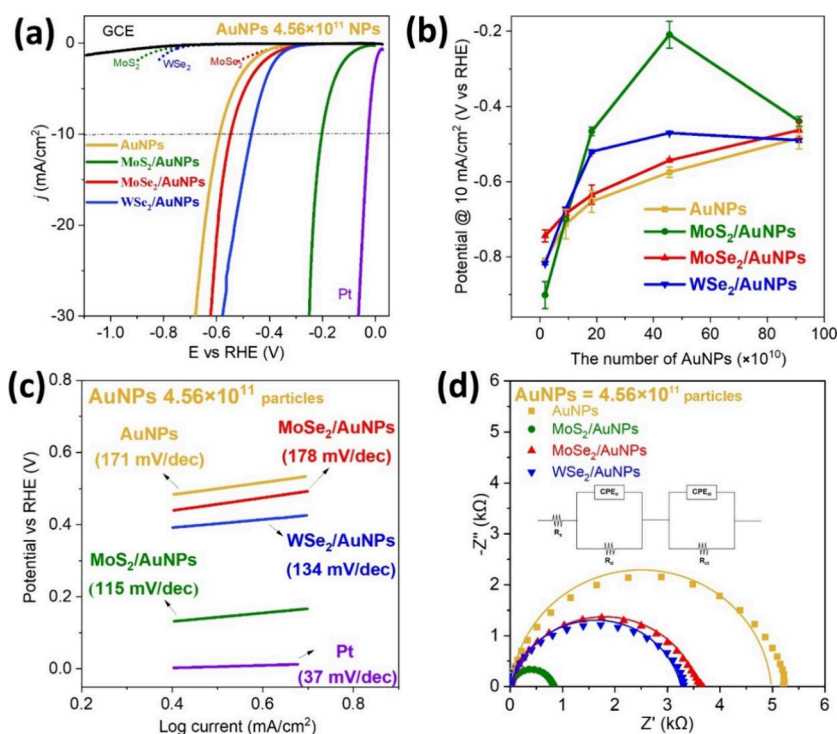 (a)
GCE
AuNPs 4.56×10¹¹ NPs
0
MoS₂
WSe₂
MoSe₂
-10
AuNPs
MoS₂/AuNPs
MoSe₂/AuNPs
WSe₂/AuNPs
-20
Pt
-30
j (mA/cm²)
-1.0 -0.8 -0.6 -0.4 -0.2 0.0
E vs RHE (V)
(b)
-0.2
-0.4
-0.6
-0.8
Potential @ 10 mA/cm² (V vs RHE)
AuNPs
MoS₂/AuNPs
MoSe₂/AuNPs
WSe₂/AuNPs
0 20 40 60 80 100
The number of AuNPs (×10¹⁰)
(c)
0.8
AuNPs 4.56×10¹¹ particles
AuNPs
(171 mV/dec)
MoSe₂/AuNPs
(178 mV/dec)
0.6
0.4
MoS₂/AuNPs
(115 mV/dec)
WSe₂/AuNPs
(134 mV/dec)
0.2
Pt
(37 mV/dec)
0.0
Potential vs RHE (V)
0.2 0.4 0.6 0.8
Log current (mA/cm²)
(d)
6
AuNPs = 4.56×10¹¹ particles
AuNPs
MoS₂/AuNPs
MoSe₂/AuNPs
WSe₂/AuNPs
5
4
3
2
1
0
-Z" (kΩ)
Rₛ
R_ct
0 1 2 3 4 5 6
Z' (kΩ)